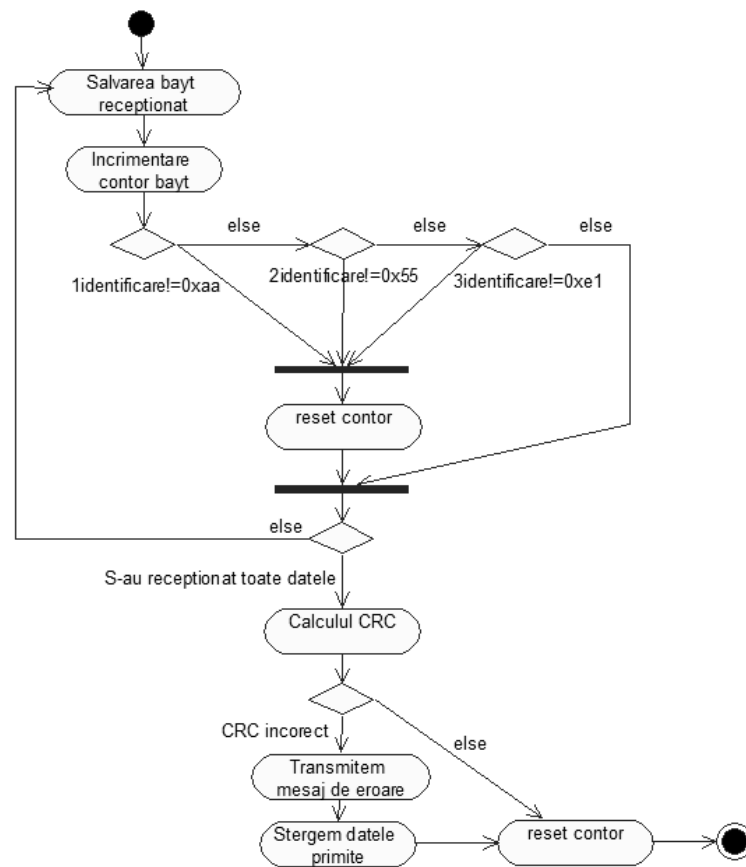 Salvarea bayt
receptionat
Incrimentare
contor bayt
else
else
else
1identificare!=0xaa
2identificare!=0x55
3identificare!=0xe1
reset contor
else
S-au receptionat toate datele
Calculul CRC
CRC incorect
else
Transmitem
mesaj de eroare
Stergem datele
primite
reset contor